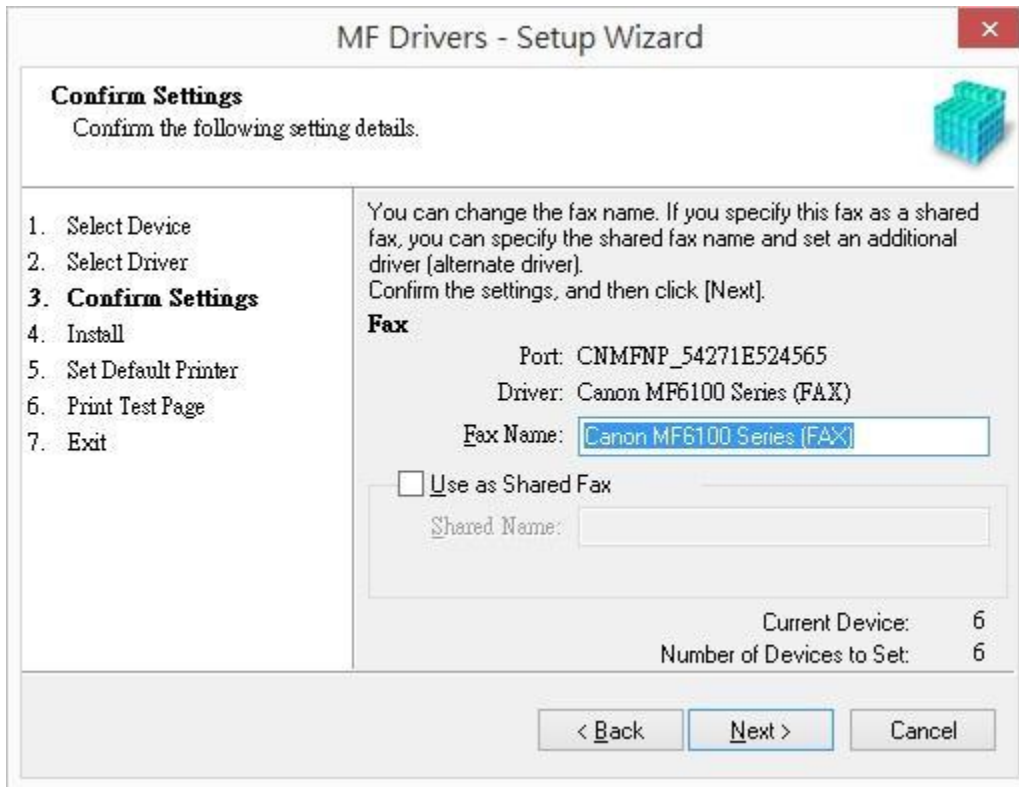 MF Drivers - Setup Wizard
Confirm Settings
Confirm the following setting details.
1. Select Device
2. Select Driver
3. Confirm Settings
4. Install
5. Set Default Printer
6. Print Test Page
7. Exit
You can change the fax name. If you specify this fax as a shared
fax, you can specify the shared fax name and set an additional
driver (alternate driver).
Confirm the settings, and then click [Next].
Fax
Port: CNMFNP_54271E524565
Driver: Canon MF6100 Series (FAX)
Fax Name: Canon MF6100 Series (FAX)
Use as Shared Fax
Shared Name:
Current Device: 6
Number of Devices to Set: 6
< Back Next > Cancel